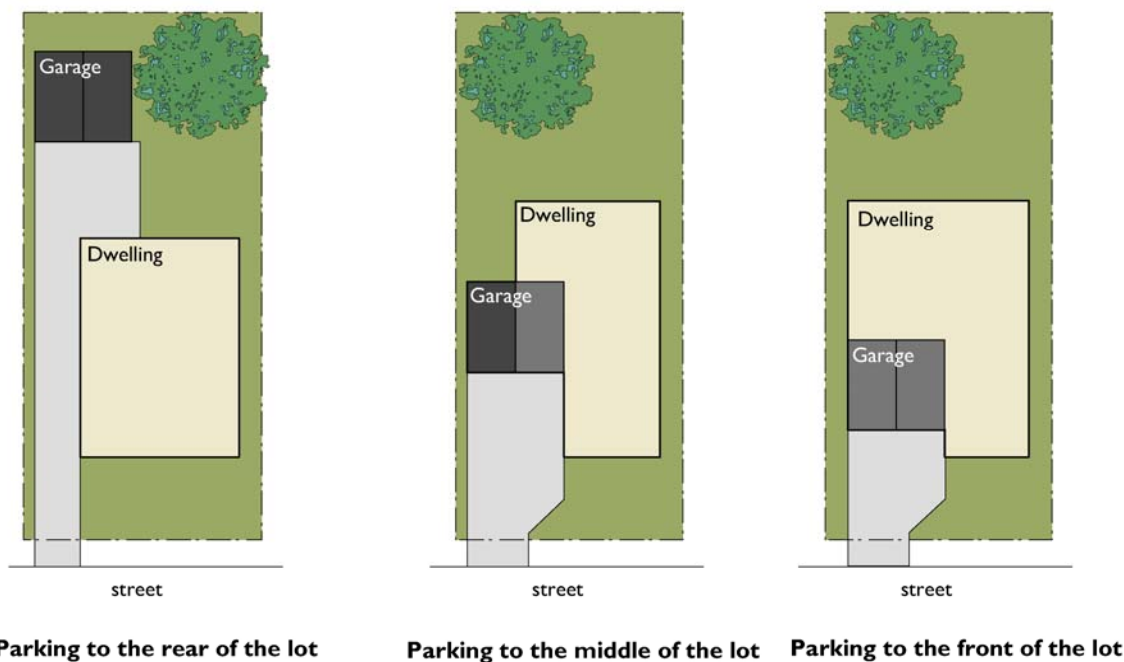 Garage
Dwelling
street
Parking to the rear of the lot
Dwelling
Garage
street
Parking to the middle of the lot
Dwelling
Garage
street
Parking to the front of the lot